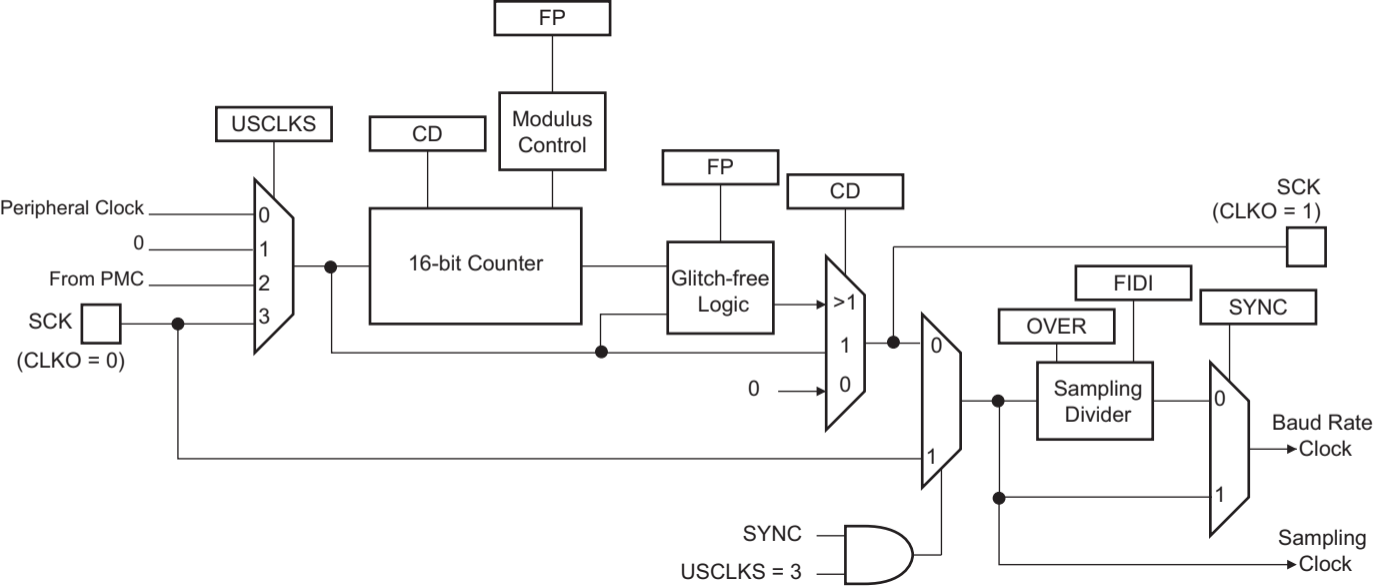 FP
USCLKS
CD
Modulus
Control
FP
CD
SCK
(CLKO = 1)
Peripheral Clock
0
0
1
From PMC
2
SCK
3
(CLKO = 0)
16-bit Counter
Glitch-free
Logic
>1
1
0
0
FIDI
OVER
SYNC
0
1
Sampling
Divider
0
1
Baud Rate
Clock
SYNC
USCLKS = 3
Sampling
Clock